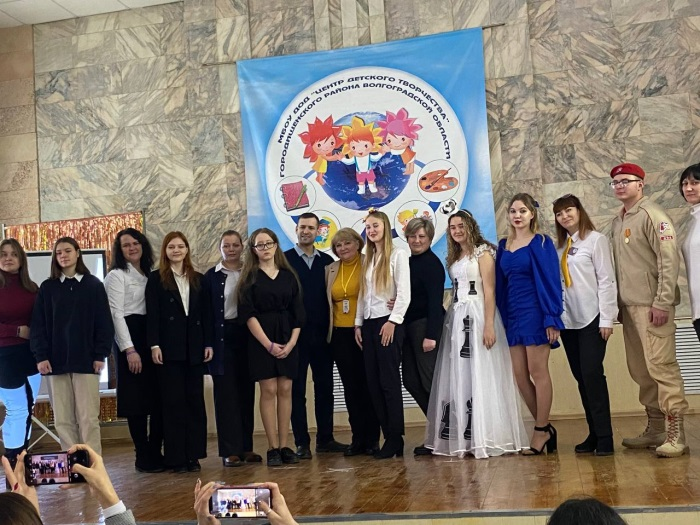 МБОУ ДОД "ЦЕНТР ДЕТСКОГО ТВОРЧЕСТВА"
ГОРОДИЩЕНСКОГО РАЙОНА ВОЛГОГРАДСКОЙ ОБЛАСТИ